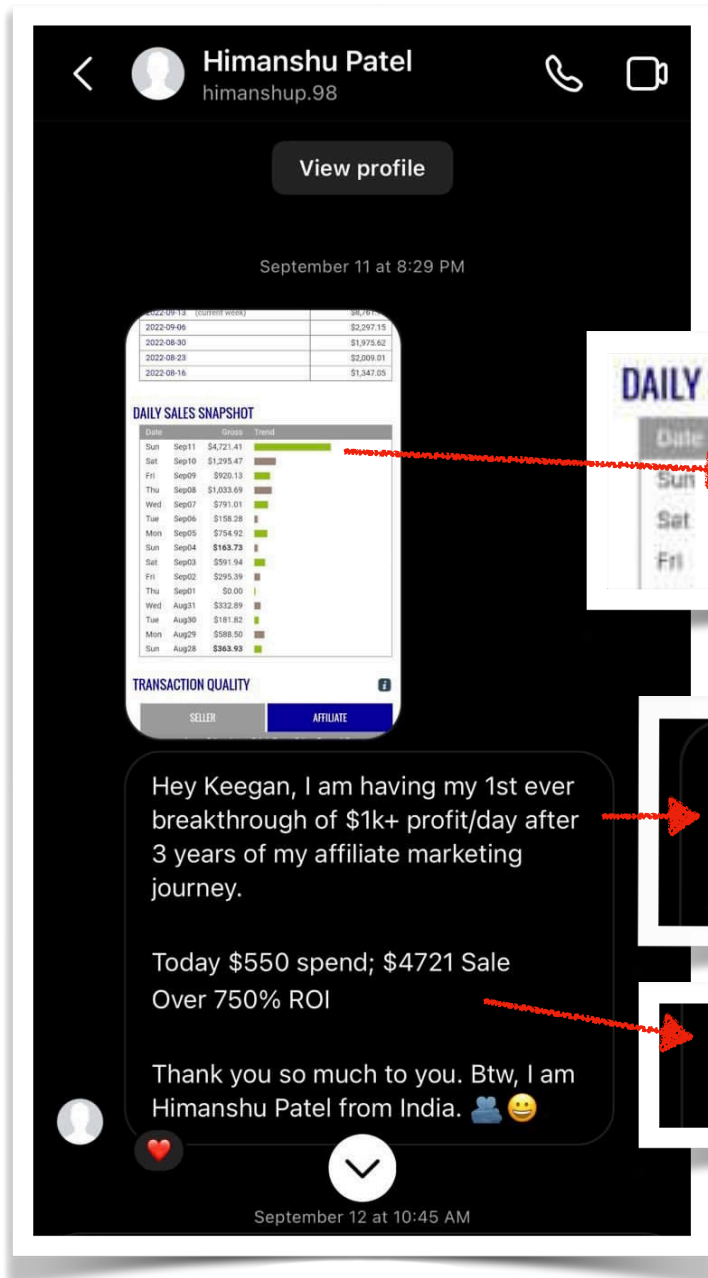 Himanshu Patel
himanshup.98
View profile
September 11 at 8:29 PM
2022-09-13 (current week)
2022-09-06 $2,297.15
2022-08-30 $1,975.62
2022-08-23 $2,009.01
2022-08-16 $1,347.05
DAILY SALES SNAPSHOT
Date Gross Trend
Sun Sep11 $4,721.41
Sat Sep10 $1,295.47
Fri Sep09 $920.13
Thu Sep08 $1,033.69
Wed Sep07 $791.01
Tue Sep06 $158.28
Mon Sep05 $754.92
Sun Sep04 $163.73
Sat Sep03 $591.94
Fri Sep02 $295.39
Thu Sep01 $0.00
Wed Aug31 $332.89
Tue Aug30 $181.82
Mon Aug29 $588.50
Sun Aug28 $363.93
TRANSACTION QUALITY
SELLER AFFILIATE
DAILY
Date
Sun
Sat
Fri
Hey Keegan, I am having my 1st ever
breakthrough of $1k+ profit/day after
3 years of my affiliate marketing
journey.
Today $550 spend; $4721 Sale
Over 750% ROI
Thank you so much to you. Btw, I am
Himanshu Patel from India. 🫂😀
September 12 at 10:45 AM